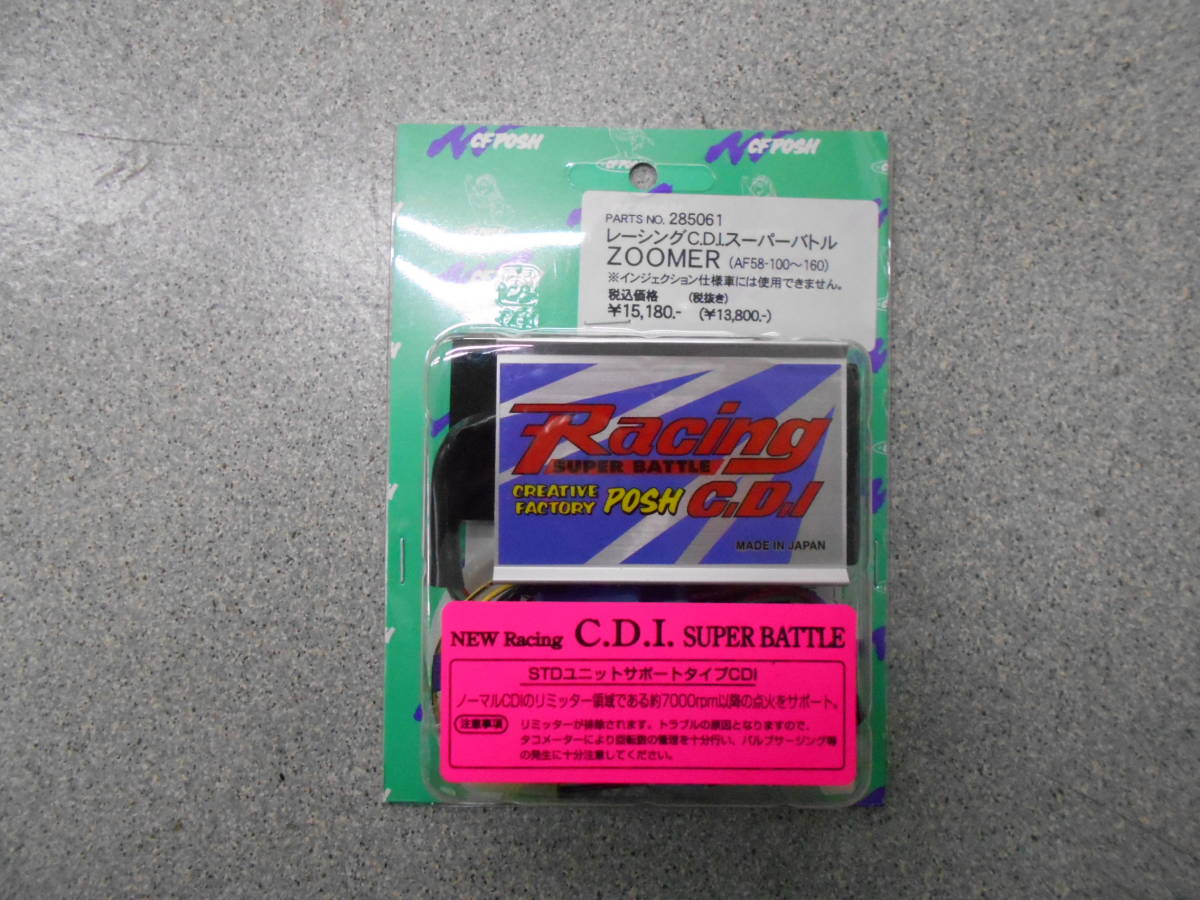 CF POSH
CF POSH
CF POSH
PARTS NO. 285061
レーシングC.D.I.スーパーバトル
ZOOMER (AF58-100～160)
※インジェクション仕様車には使用できません。
税込価格 (税抜き)
¥15,180.- (¥13,800.-)
CF POSH
Racing
SUPER BATTLE
CREATIVE
FACTORY POSH C.D.I
MADE IN JAPAN
NEW Racing C.D.I. SUPER BATTLE
STDユニットサポートタイプCDI
ノーマルCDIのリミッター領域である約7000rpm以降の点火をサポート。
注意事項 リミッターが排除されます。トラブルの原因となりますので、
タコメーターにより回転数の管理を十分行い、バルブサージング等
の発生に十分注意してください。